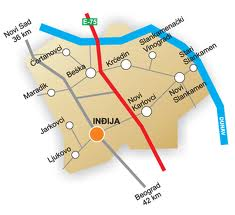 Novi Sad
36 km
E-75
Slankamenački
Vinogradi
Čortanovci
Beška
Krčedin
Stari
Slankamen
Maradik
Novi
Slankamen
Novi
Karlovci
DUNAV
Jarkovci
INĐIJA
Ljukovo
Beograd
42 km